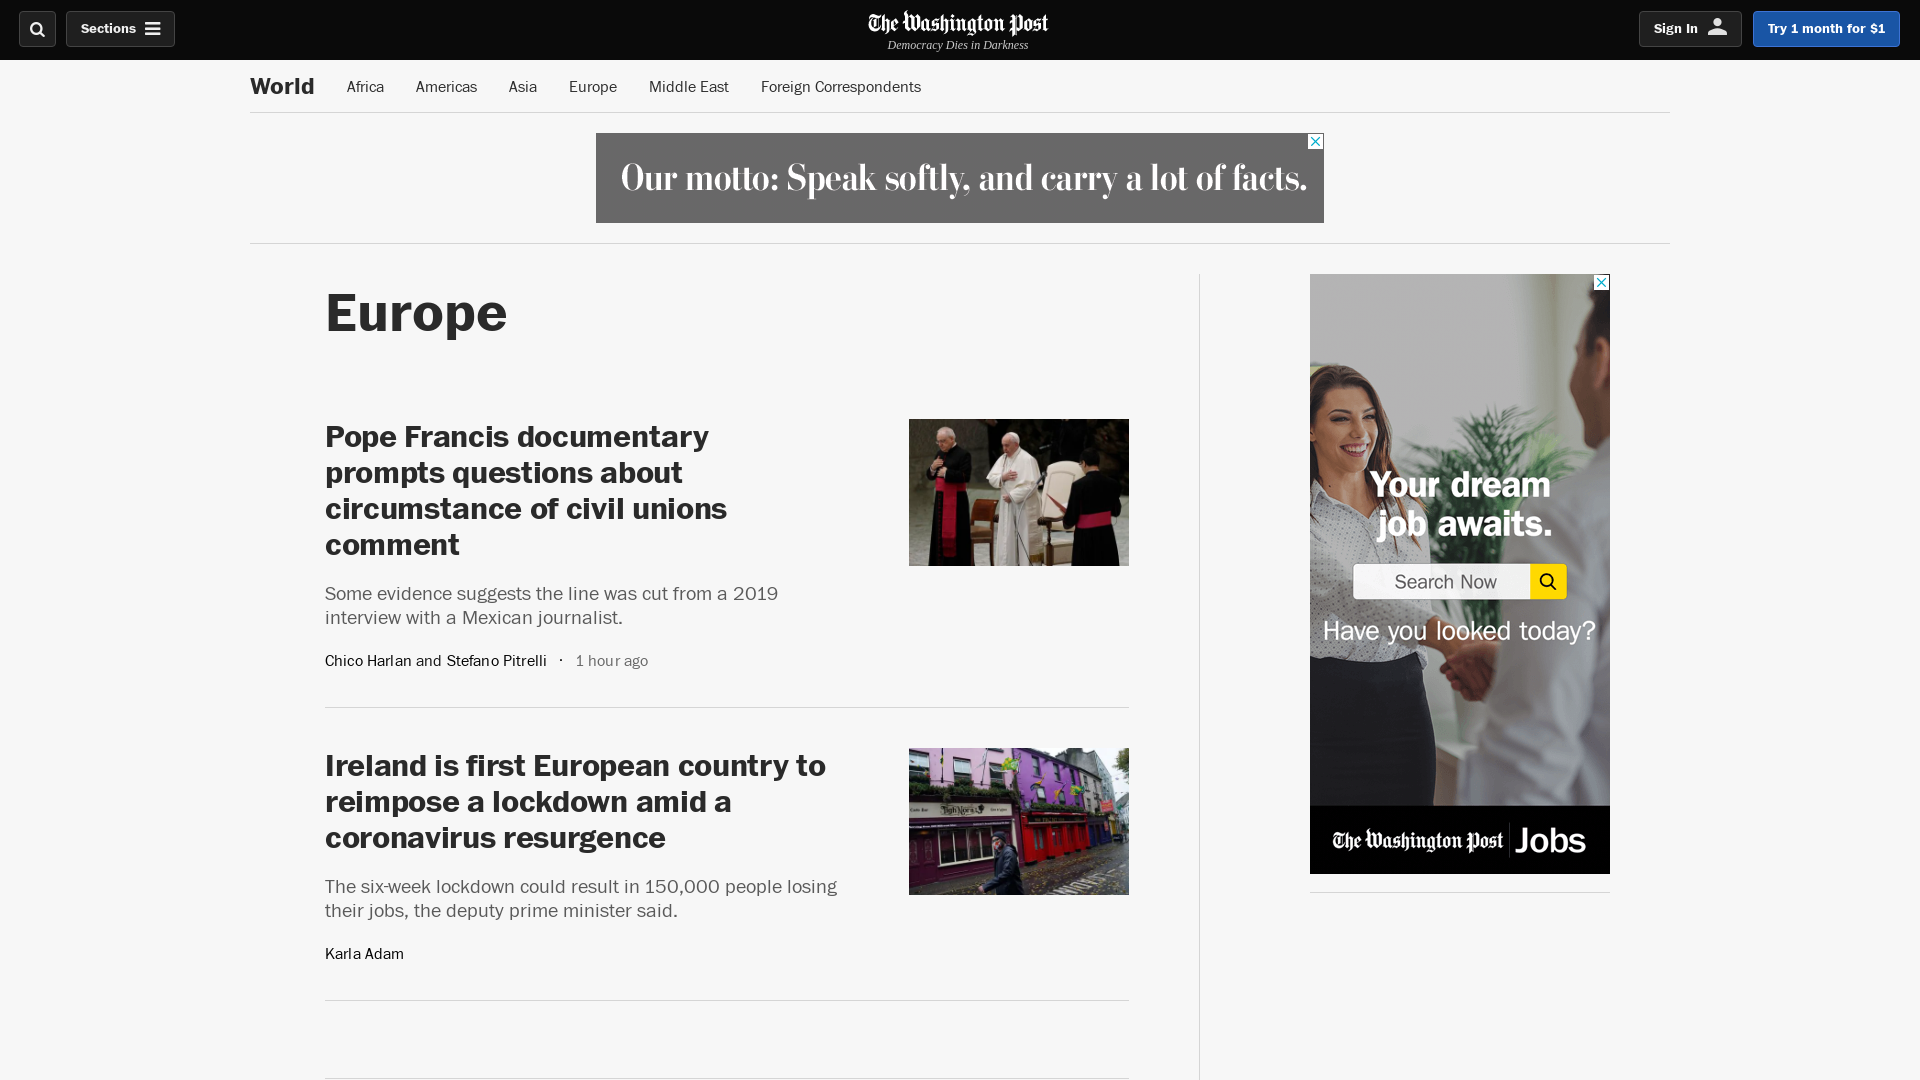 Sections
The Washington Post
Democracy Dies in Darkness
Sign In
Try 1 month for $1
World
Africa
Americas
Asia
Europe
Middle East
Foreign Correspondents
Our motto: Speak softly, and carry a lot of facts.
Europe
Pope Francis documentary
prompts questions about
circumstance of civil unions
comment
Some evidence suggests the line was cut from a 2019
interview with a Mexican journalist.
Chico Harlan and Stefano Pitrelli · 1 hour ago
Ireland is first European country to
reimpose a lockdown amid a
coronavirus resurgence
The six-week lockdown could result in 150,000 people losing
their jobs, the deputy prime minister said.
Karla Adam
Your dream
job awaits.
Search Now
Have you looked today?
The Washington Post Jobs